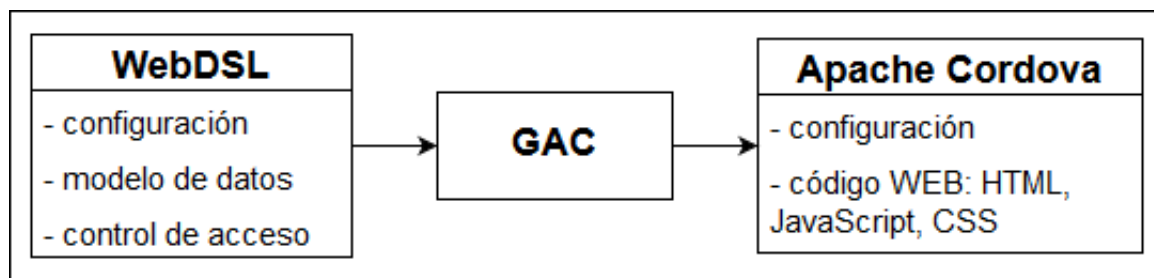 WebDSL
- configuración
- modelo de datos
- control de acceso
GAC
Apache Cordova
- configuración
- código WEB: HTML,
JavaScript, CSS